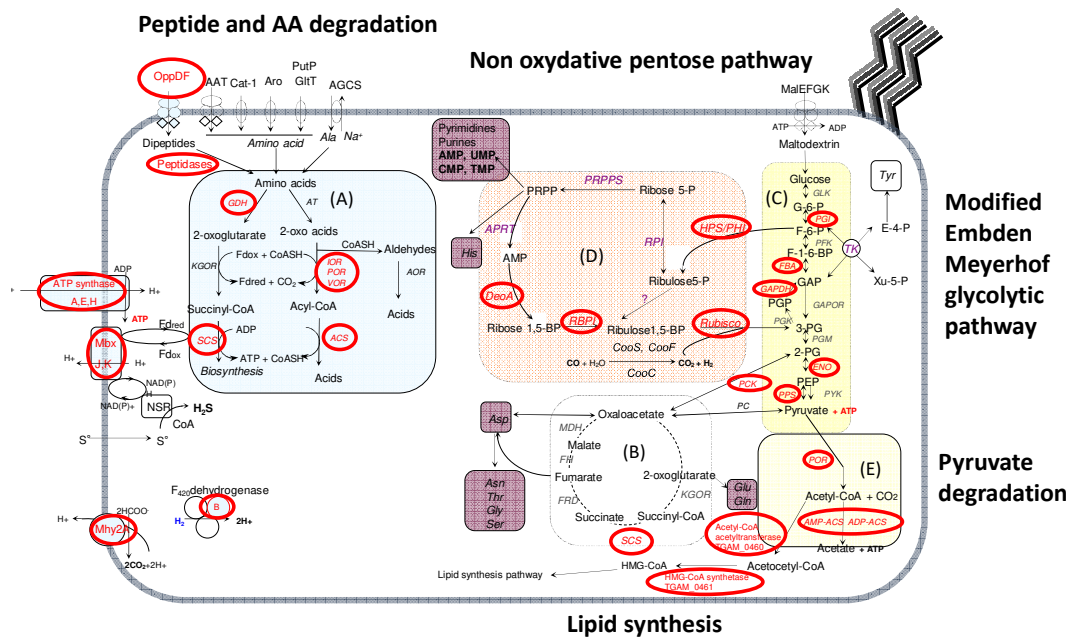 Peptide and AA degradation
Non oxydative pentose pathway
OppDF
AAT
Cat-1
Aro
PutP
GltT
AGCS
MalEFGK
ATP
ADP
Maltodextrin
Dipeptides
Amino acid
Ala
Na+
Peptidases
Amino acids
(A)
GDH
AT
2-oxoglutarate
2-oxo acids
CoASH
Aldehydes
KGOR
Fdox + CoASH
Fdred + CO2
IOR
POR
VOR
AOR
Succinyl-CoA
Acyl-CoA
Acids
SCS
ADP
ATP + CoASH
ACS
Biosynthesis
Acids
Pyrimidines
Purines
AMP, UMP,
CMP, TMP
PRPP
PRPPS
Ribose 5-P
APRT
His
RPI
HPS/PHI
AMP
(D)
Ribulose5-P
DeoA
?
Ribose 1,5-BP
RBPI
Ribulose1,5-BP
Rubisco
CooS, CooF
CO + H2O
CO2 + H2
CooC
(C)
Glucose
GLK
G-6-P
PGI
F-6-P
PFK
F-1-6-BP
FBA
GAP
GAPDH
PGP
GAPOR
PGK
3-PG
PGM
2-PG
ENO
PEP
PPS
PYK
Pyruvate
+ ATP
TK
Tyr
E-4-P
Xu-5-P
Modified
Embden
Meyerhof
glycolytic
pathway
ADP
ATP synthase
A,E,H
H+
ATP
Fdred
Fdox
Mbx
J,K
H+
H+
NAD(P)
H
NAD(P)+
NSR
H2S
CoA
S°
S°
F420dehydrogenase
B
H2
2H+
H+
2HCOO-
Mhy2A
2CO2+2H+
PCK
PC
Oxaloacetate
Asp
MDH
Malate
FH
(B)
Fumarate
2-oxoglutarate
FRD
KGOR
Succinate
Succinyl-CoA
SCS
Asn
Thr
Gly
Ser
Glu
Gln
POR
(E)
Acetyl-CoA + CO2
AMP-ACS
ADP-ACS
Acetate
+ ATP
Acetyl-CoA
acetyltransferase
TGAM_0460
Acetocetyl-CoA
HMG-CoA
HMG-CoA synthetase
TGAM_0461
Lipid synthesis pathway
Pyruvate
degradation
Lipid synthesis